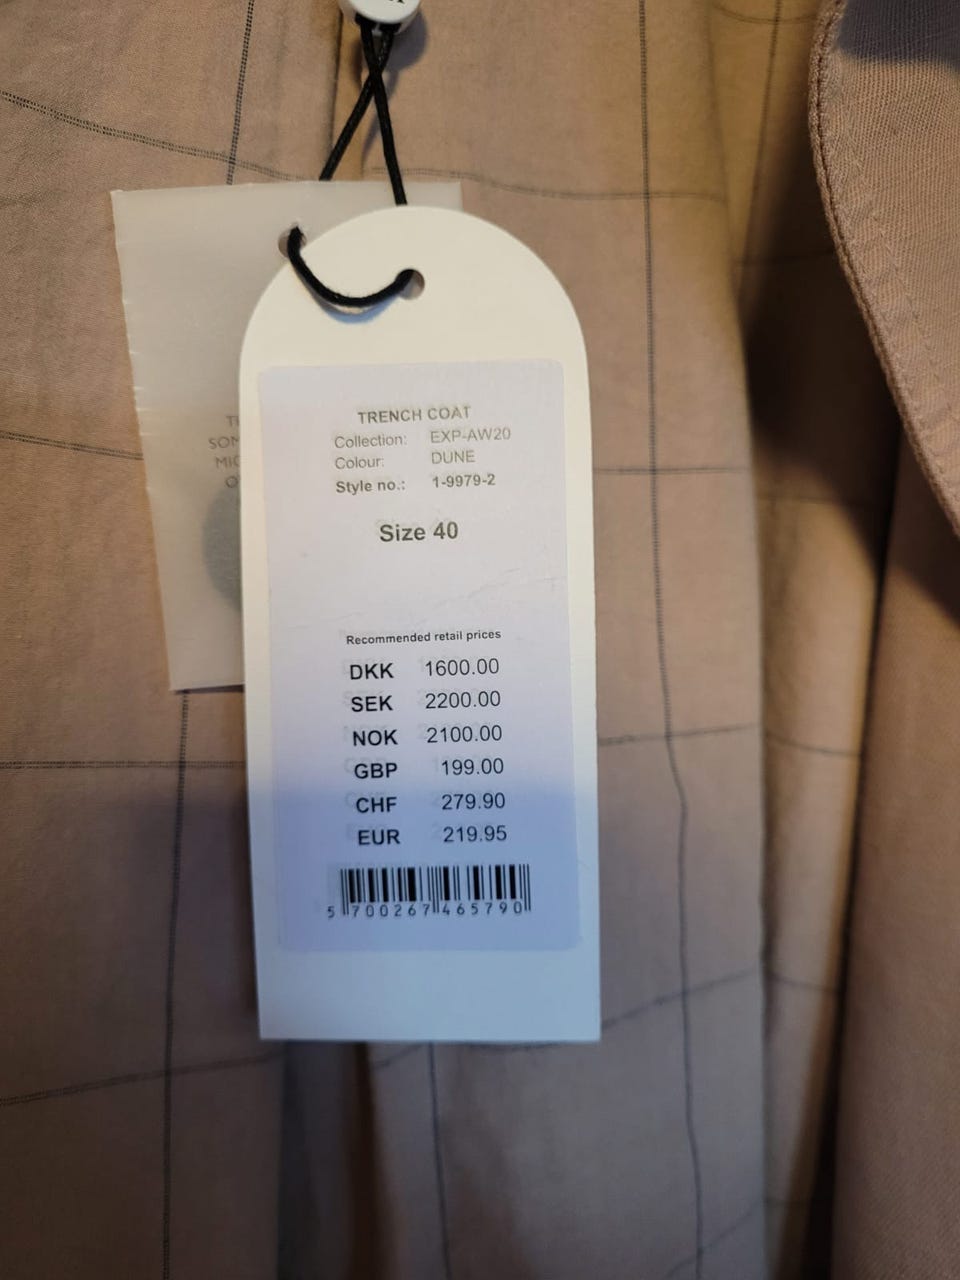 TRENCH COAT
Collection: EXP-AW20
Colour: DUNE
Style no.: 1-9979-2
Size 40
Recommended retail prices
DKK 1600.00
SEK 2200.00
NOK 2100.00
GBP 199.00
CHF 279.90
EUR 219.95
5 700267 465790